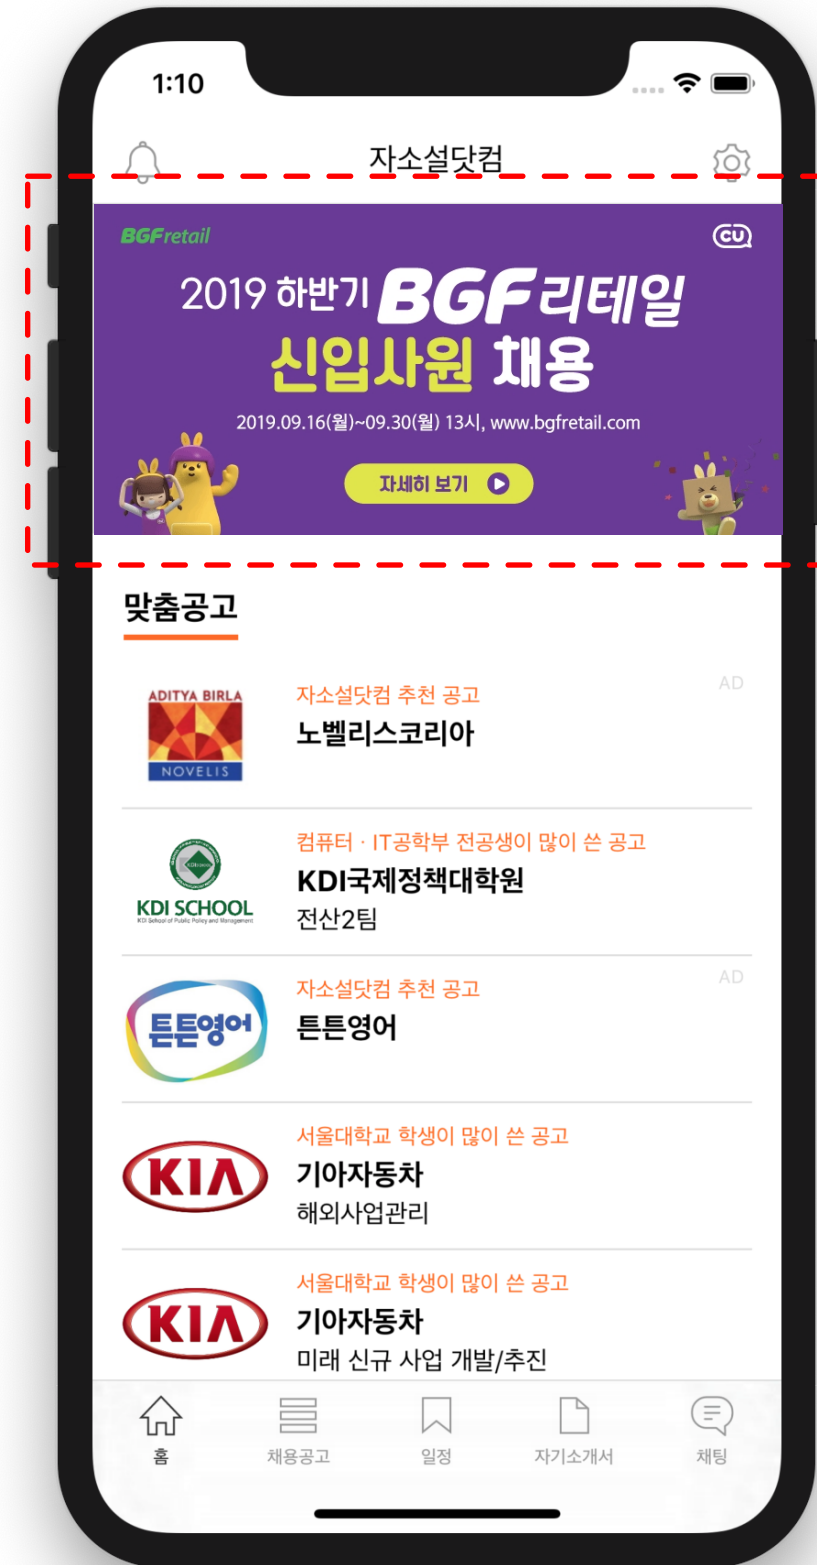 1:10
자소설닷컴
BGFretail
CU
2019 하반기 BGF리테일
신입사원 채용
2019.09.16(월)~09.30(월) 13시, www.bgfretail.com
자세히 보기
맞춤공고
ADITYA BIRLA
NOVELIS
자소설닷컴 추천 공고
AD
노벨리스코리아
KDI SCHOOL
KDI School of Public Policy and Management
컴퓨터 · IT공학부 전공생이 많이 쓴 공고
KDI국제정책대학원
전산2팀
튼튼영어
자소설닷컴 추천 공고
AD
튼튼영어
KIA
서울대학교 학생이 많이 쓴 공고
기아자동차
해외사업관리
KIA
서울대학교 학생이 많이 쓴 공고
기아자동차
미래 신규 사업 개발/추진
홈
채용공고
일정
자기소개서
채팅